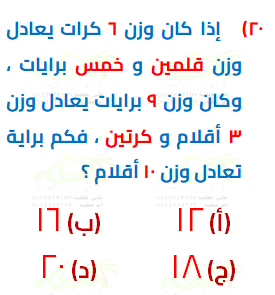 ٢٠) إذا كان وزن ٦ كرات يعادل
وزن قلمين و خمس برايات ،
وكان وزن ٩ برايات يعادل وزن
٣ أقلام و كرتين ، فكم براية
تعادل وزن ١٠ أقلام ؟
(أ) ١٢ (ب) ١٦
(ج) ١٨ (د) ٢٠